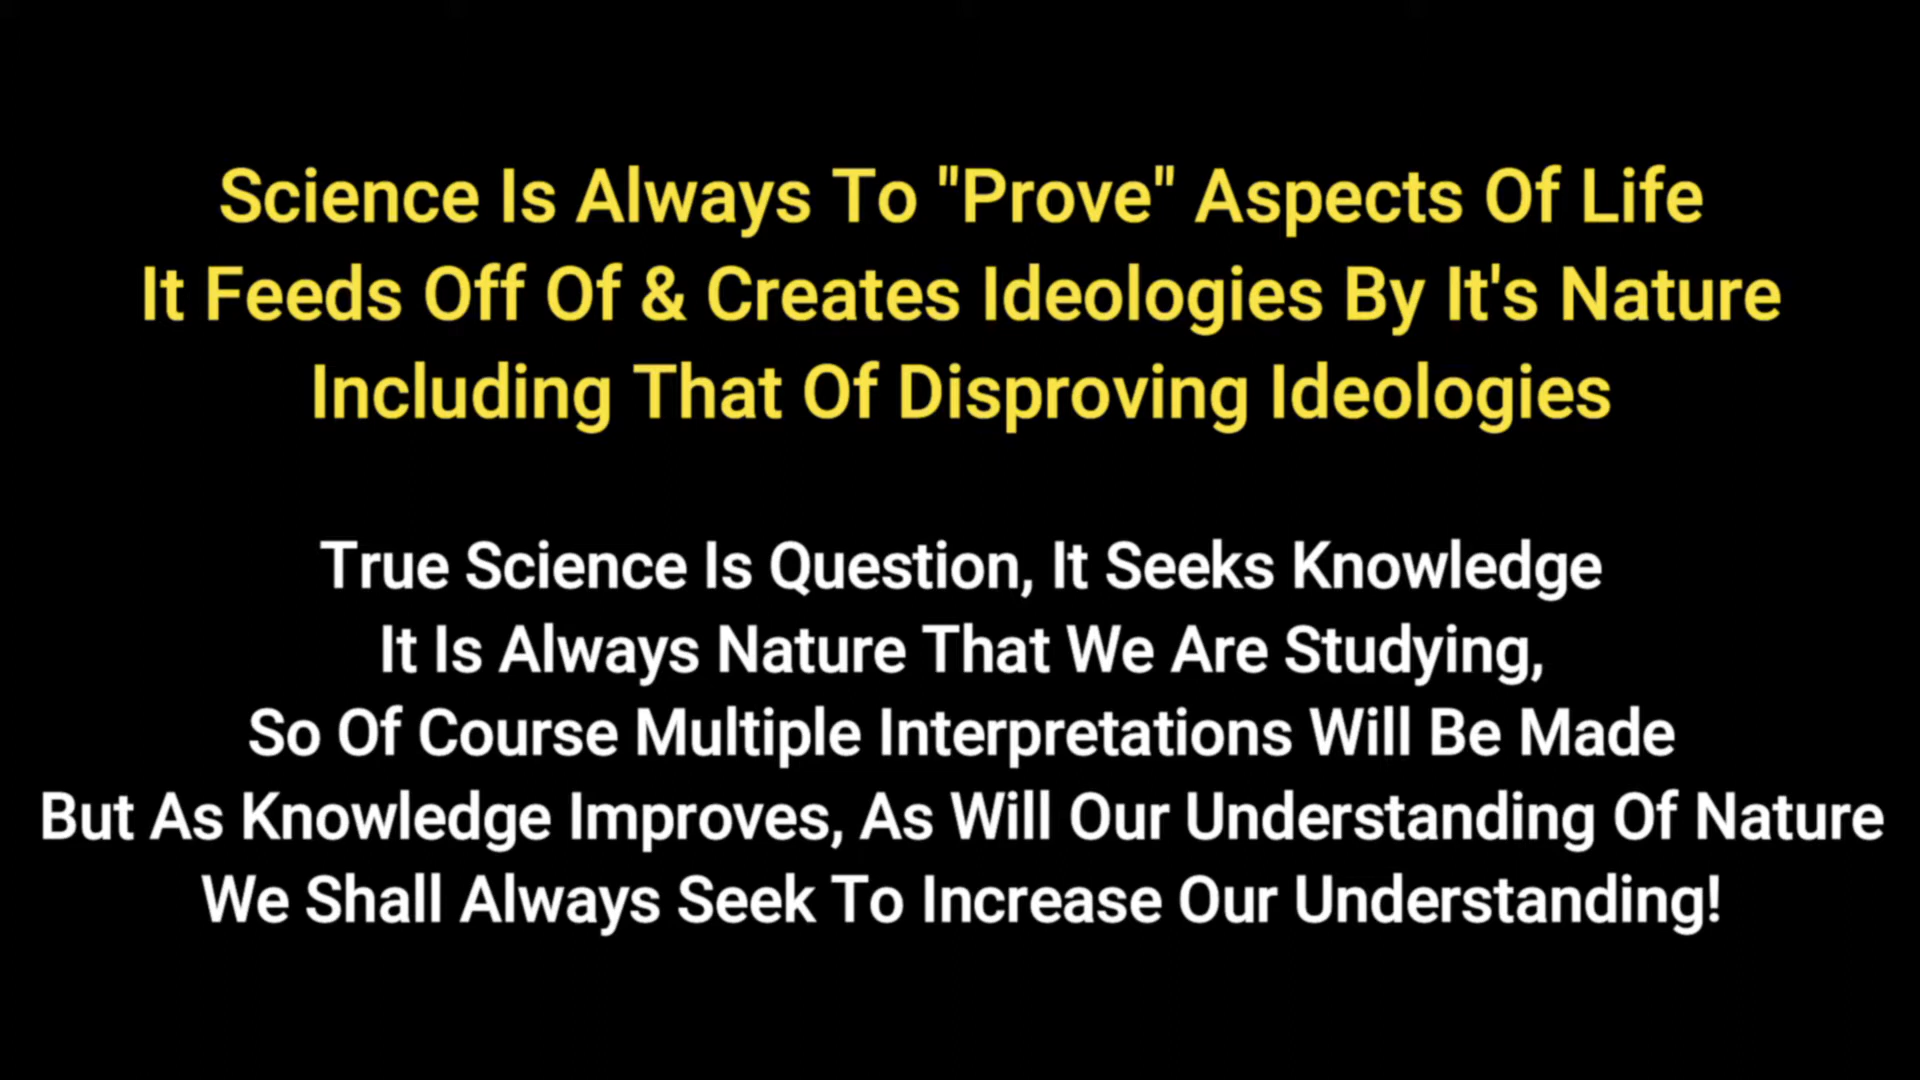 Science Is Always To "Prove" Aspects Of Life
It Feeds Off Of & Creates Ideologies By It's Nature
Including That Of Disproving Ideologies
True Science Is Question, It Seeks Knowledge
It Is Always Nature That We Are Studying,
So Of Course Multiple Interpretations Will Be Made
But As Knowledge Improves, As Will Our Understanding Of Nature
We Shall Always Seek To Increase Our Understanding!